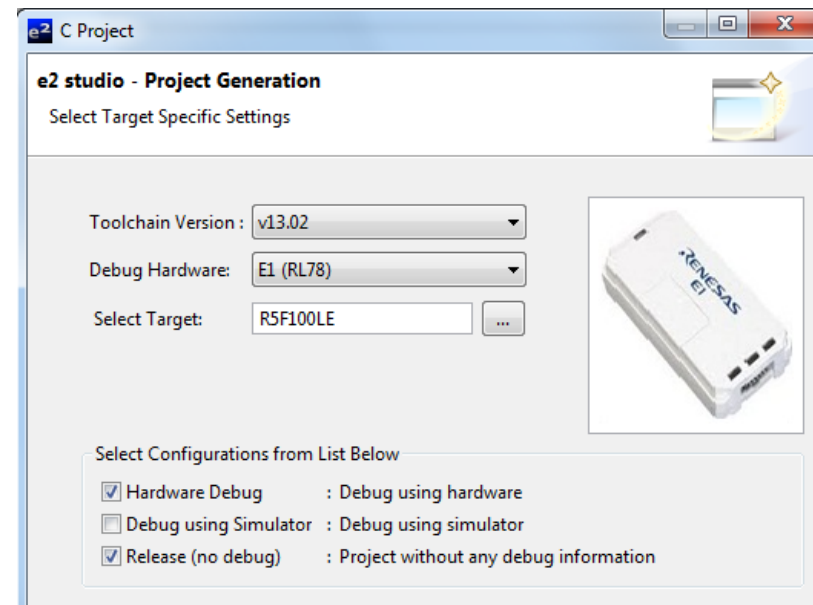 e² C Project
e2 studio - Project Generation
Select Target Specific Settings
Toolchain Version : v13.02
Debug Hardware: E1 (RL78)
Select Target: R5F100LE ...
RENESAS
E1
Select Configurations from List Below
Hardware Debug : Debug using hardware
Debug using Simulator : Debug using simulator
Release (no debug) : Project without any debug information